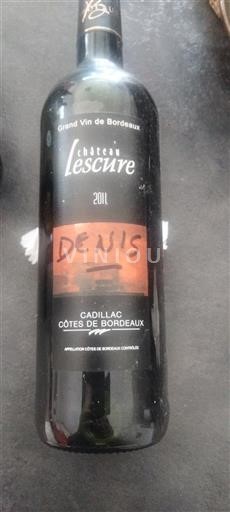 Grand Vin de Bordeaux
château
Lescure
2011
DENIS
VINIOU
CADILLAC
CÔTES DE BORDEAUX
APPELLATION CÔTES DE BORDEAUX CONTRÔLÉE